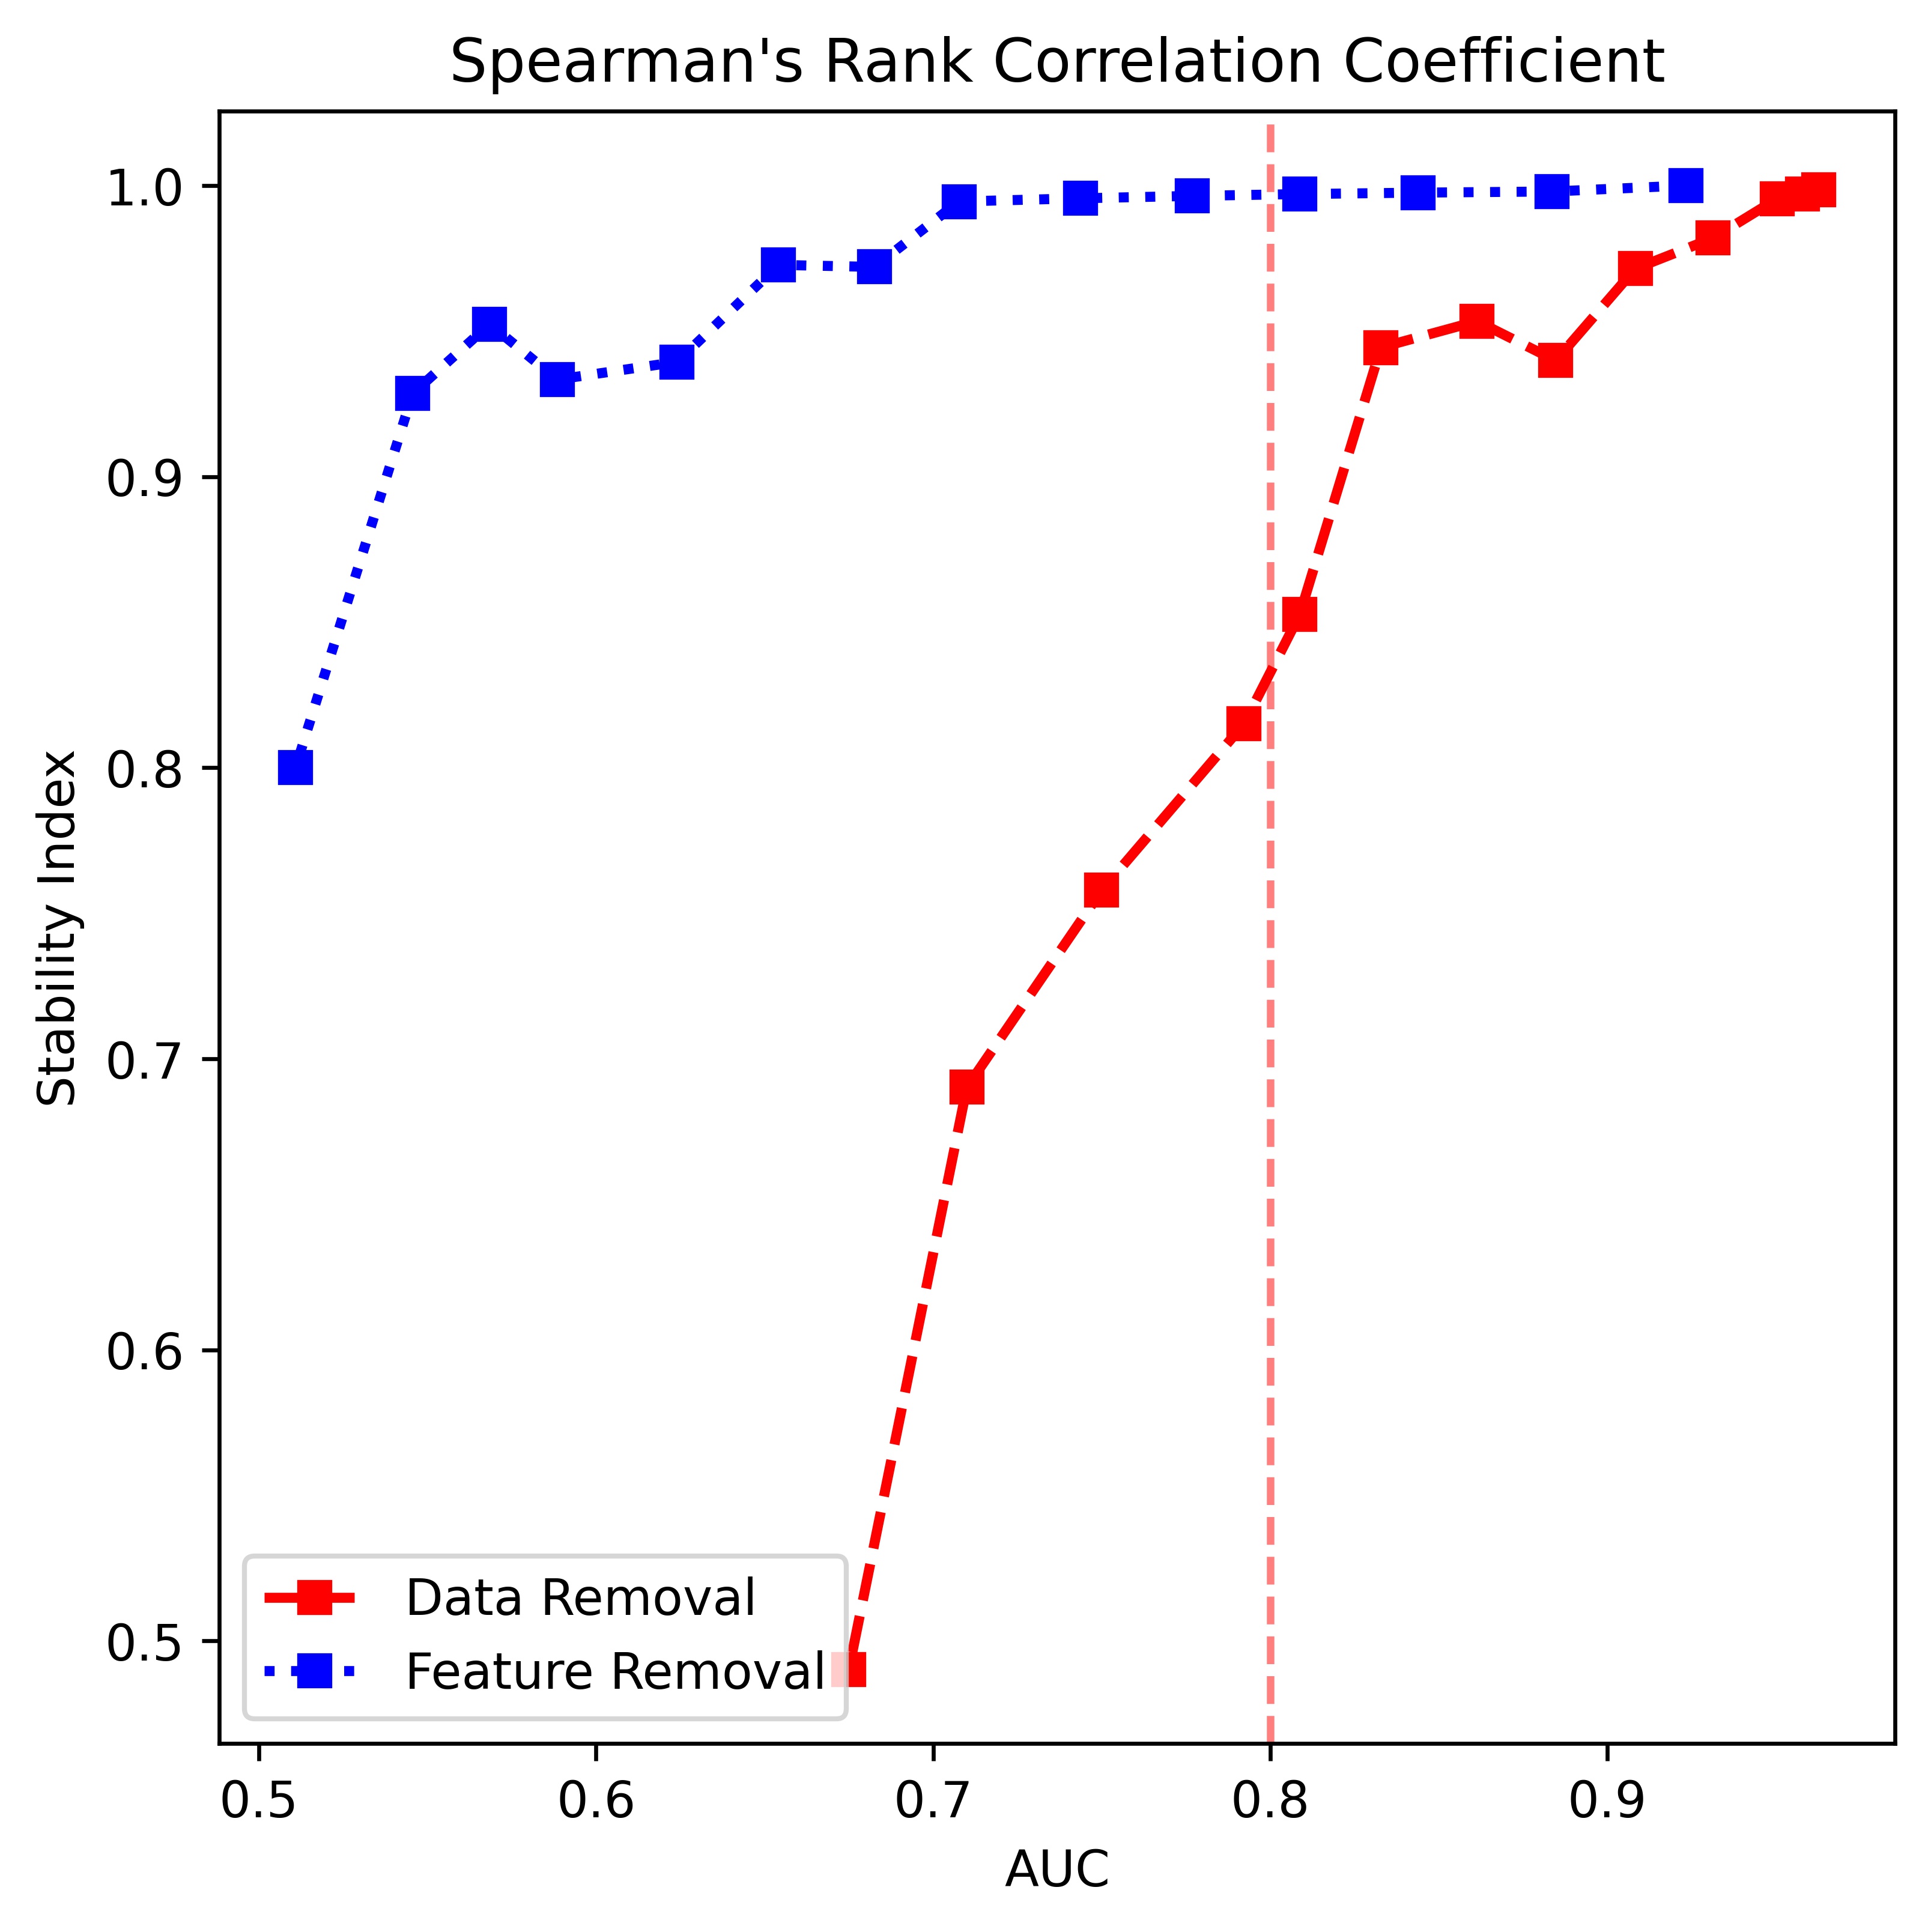 Spearman's Rank Correlation Coefficient
1.0
0.9
0.8
0.7
0.6
0.5
Stability Index
Data Removal
Feature Removal
0.5 0.6 0.7 0.8 0.9
AUC